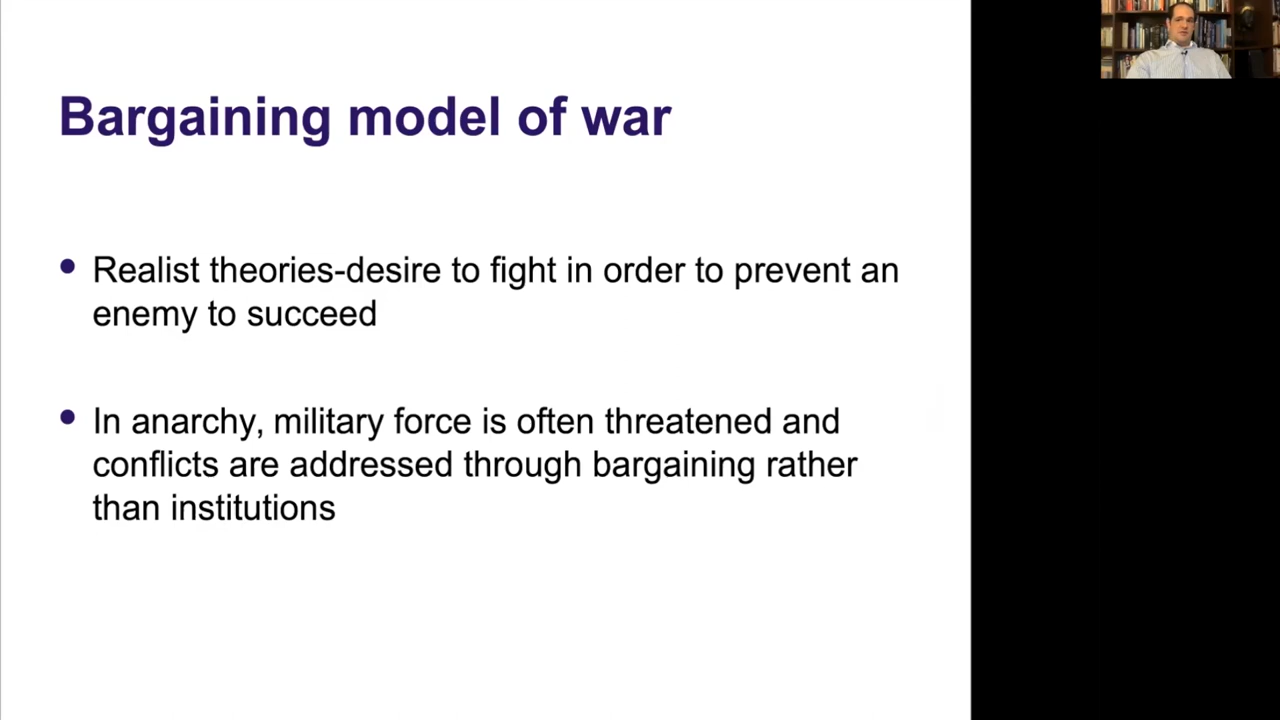 Bargaining model of war
• Realist theories-desire to fight in order to prevent an
enemy to succeed
• In anarchy, military force is often threatened and
conflicts are addressed through bargaining rather
than institutions